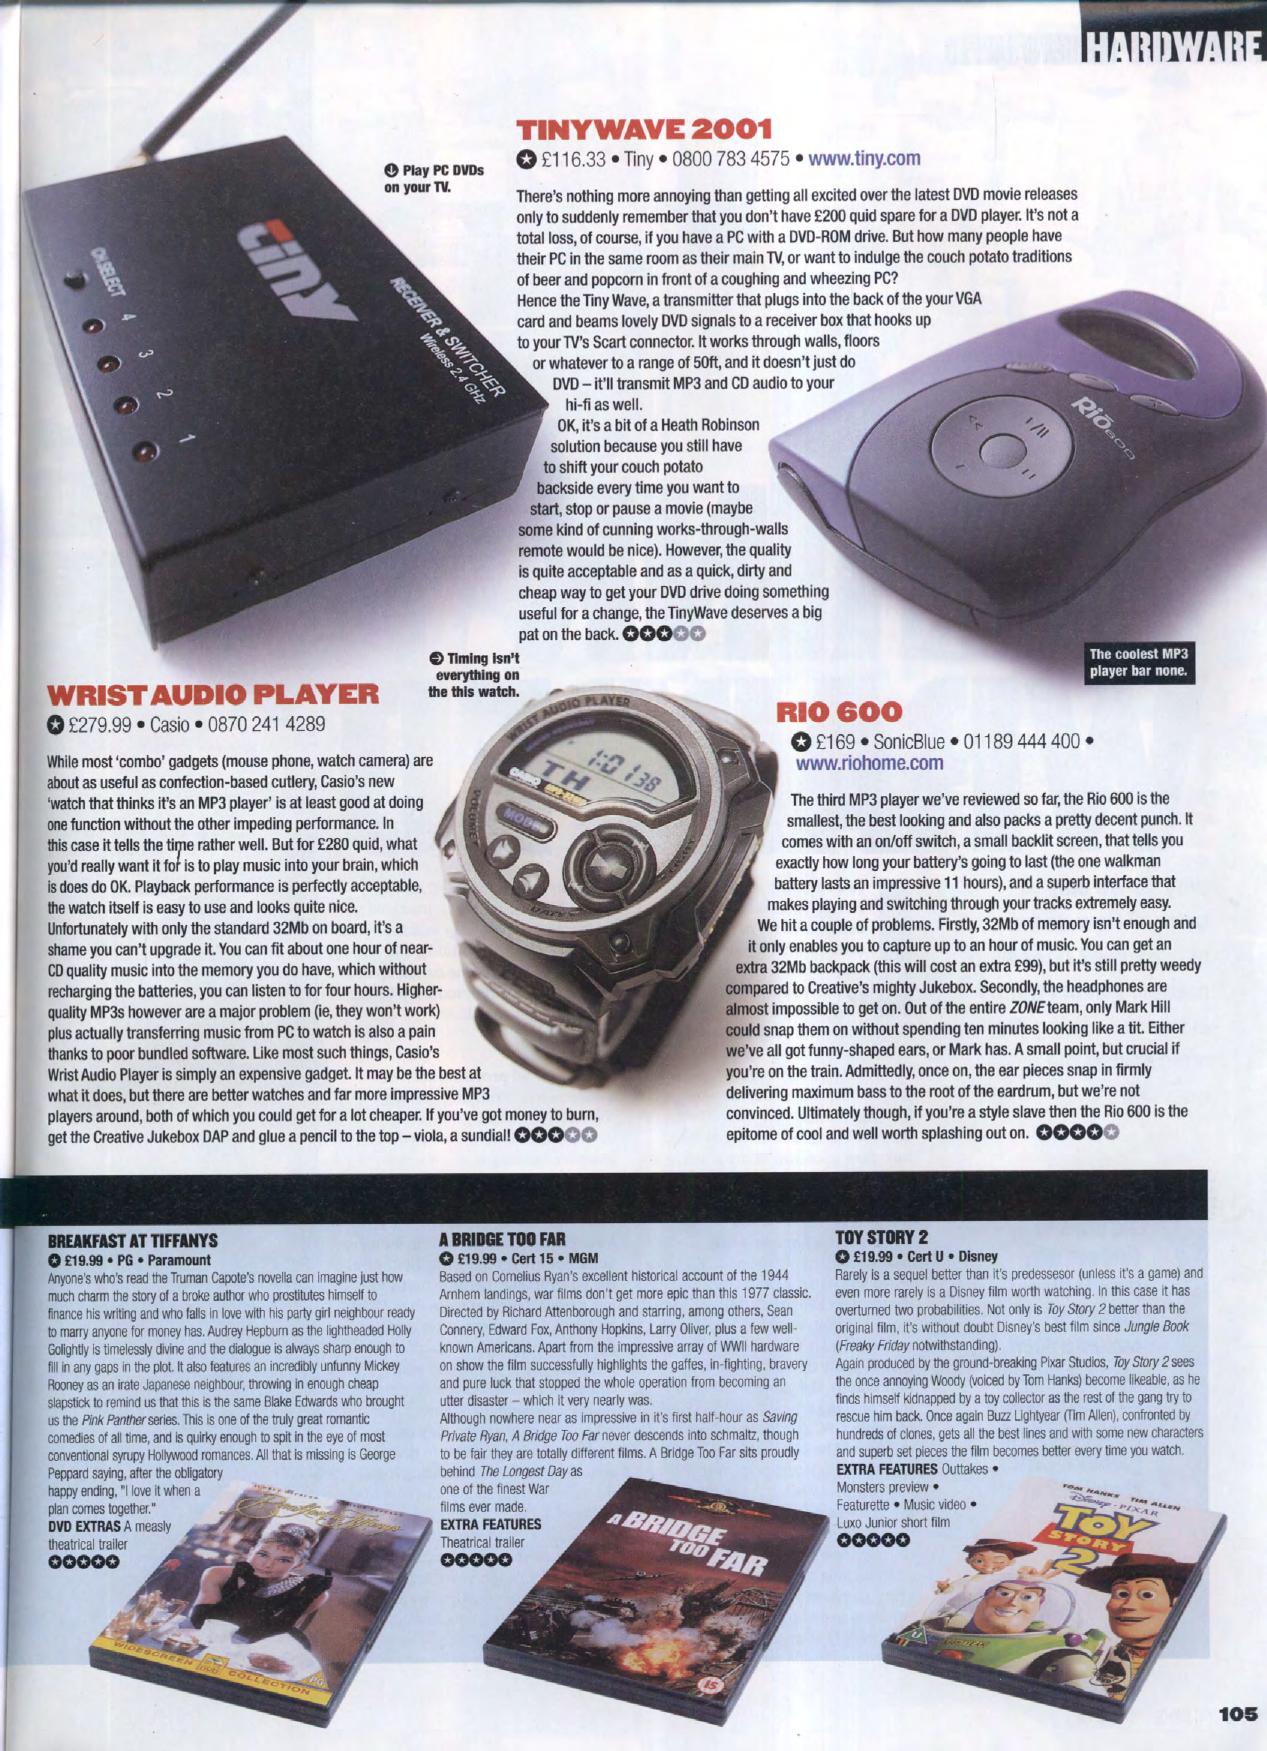 HARDWARE
TINYWAVE 2001
£116.33 • Tiny • 0800 783 4575 • www.tiny.com
Play PC DVDs
on your TV.
There's nothing more annoying than getting all excited over the latest DVD movie releases
only to suddenly remember that you don't have £200 quid spare for a DVD player. It's not a
total loss, of course, if you have a PC with a DVD-ROM drive. But how many people have
their PC in the same room as their main TV, or want to indulge the couch potato traditions
of beer and popcorn in front of a coughing and wheezing PC?
Hence the Tiny Wave, a transmitter that plugs into the back of the your VGA
card and beams lovely DVD signals to a receiver box that hooks up
to your TV's Scart connector. It works through walls, floors
or whatever to a range of 50ft, and it doesn't just do
DVD – it'll transmit MP3 and CD audio to your
hi-fi as well.
OK, it's a bit of a Heath Robinson
solution because you still have
to shift your couch potato
backside every time you want to
start, stop or pause a movie (maybe
some kind of cunning works-through-walls
remote would be nice). However, the quality
is quite acceptable and as a quick, dirty and
cheap way to get your DVD drive doing something
useful for a change, the TinyWave deserves a big
pat on the back.
tiny
RECEIVER & SWITCHER
Wireless 2.4 GHz
CH.SELECT
4
3
2
1
Rio600
The coolest MP3
player bar none.
Timing isn't
everything on
the this watch.
WRIST AUDIO PLAYER
£279.99 • Casio • 0870 241 4289
While most 'combo' gadgets (mouse phone, watch camera) are
about as useful as confection-based cutlery, Casio's new
'watch that thinks it's an MP3 player' is at least good at doing
one function without the other impeding performance. In
this case it tells the time rather well. But for £280 quid, what
you'd really want it for is to play music into your brain, which
is does do OK. Playback performance is perfectly acceptable,
the watch itself is easy to use and looks quite nice.
Unfortunately with only the standard 32Mb on board, it's a
shame you can't upgrade it. You can fit about one hour of near-
CD quality music into the memory you do have, which without
recharging the batteries, you can listen to for four hours. Higher-
quality MP3s however are a major problem (ie, they won't work)
plus actually transferring music from PC to watch is also a pain
thanks to poor bundled software. Like most such things, Casio's
Wrist Audio Player is simply an expensive gadget. It may be the best at
what it does, but there are better watches and far more impressive MP3
players around, both of which you could get for a lot cheaper. If you've got money to burn,
get the Creative Jukebox DAP and glue a pencil to the top – viola, a sundial!
WRIST AUDIO PLAYER
1:01 38
TH
CASIO
VOLUME
MODE
RIO 600
£169 • SonicBlue • 01189 444 400 •
www.riohome.com
The third MP3 player we've reviewed so far, the Rio 600 is the
smallest, the best looking and also packs a pretty decent punch. It
comes with an on/off switch, a small backlit screen, that tells you
exactly how long your battery's going to last (the one walkman
battery lasts an impressive 11 hours), and a superb interface that
makes playing and switching through your tracks extremely easy.
We hit a couple of problems. Firstly, 32Mb of memory isn't enough and
it only enables you to capture up to an hour of music. You can get an
extra 32Mb backpack (this will cost an extra £99), but it's still pretty weedy
compared to Creative's mighty Jukebox. Secondly, the headphones are
almost impossible to get on. Out of the entire ZONE team, only Mark Hill
could snap them on without spending ten minutes looking like a tit. Either
we've all got funny-shaped ears, or Mark has. A small point, but crucial if
you're on the train. Admittedly, once on, the ear pieces snap in firmly
delivering maximum bass to the root of the eardrum, but we're not
convinced. Ultimately though, if you're a style slave then the Rio 600 is the
epitome of cool and well worth splashing out on.
BREAKFAST AT TIFFANYS
£19.99 • PG • Paramount
Anyone's who's read the Truman Capote's novella can imagine just how
much charm the story of a broke author who prostitutes himself to
finance his writing and who falls in love with his party girl neighbour ready
to marry anyone for money has. Audrey Hepburn as the lightheaded Holly
Golightly is timelessly divine and the dialogue is always sharp enough to
fill in any gaps in the plot. It also features an incredibly unfunny Mickey
Rooney as an irate Japanese neighbour, throwing in enough cheap
slapstick to remind us that this is the same Blake Edwards who brought
us the Pink Panther series. This is one of the truly great romantic
comedies of all time, and is quirky enough to spit in the eye of most
conventional syrupy Hollywood romances. All that is missing is George
Peppard saying, after the obligatory
happy ending, "I love it when a
plan comes together."
DVD EXTRAS A measly
theatrical trailer
Breakfast at Tiffany's
WIDESCREEN DVD COLLECTION
PG
A BRIDGE TOO FAR
£19.99 • Cert 15 • MGM
Based on Cornelius Ryan's excellent historical account of the 1944
Arnhem landings, war films don't get more epic than this 1977 classic.
Directed by Richard Attenborough and starring, among others, Sean
Connery, Edward Fox, Anthony Hopkins, Larry Oliver, plus a few well-
known Americans. Apart from the impressive array of WWII hardware
on show the film successfully highlights the gaffes, in-fighting, bravery
and pure luck that stopped the whole operation from becoming an
utter disaster – which it very nearly was.
Although nowhere near as impressive in it's first half-hour as Saving
Private Ryan, A Bridge Too Far never descends into schmaltz, though
to be fair they are totally different films. A Bridge Too Far sits proudly
behind The Longest Day as
one of the finest War
films ever made.
EXTRA FEATURES
Theatrical trailer
A BRIDGE
TOO FAR
15
TOY STORY 2
£19.99 • Cert U • Disney
Rarely is a sequel better than it's predessesor (unless it's a game) and
even more rarely is a Disney film worth watching. In this case it has
overturned two probabilities. Not only is Toy Story 2 better than the
original film, it's without doubt Disney's best film since Jungle Book
(Freaky Friday notwithstanding).
Again produced by the ground-breaking Pixar Studios, Toy Story 2 sees
the once annoying Woody (voiced by Tom Hanks) become likeable, as he
finds himself kidnapped by a toy collector as the rest of the gang try to
rescue him back. Once again Buzz Lightyear (Tim Allen), confronted by
hundreds of clones, gets all the best lines and with some new characters
and superb set pieces the film becomes better every time you watch.
EXTRA FEATURES Outtakes •
Monsters preview •
Featurette • Music video •
Luxo Junior short film
TOM HANKS TIM ALLEN
Disney · PIXAR
TOY
STORY
2
U
105